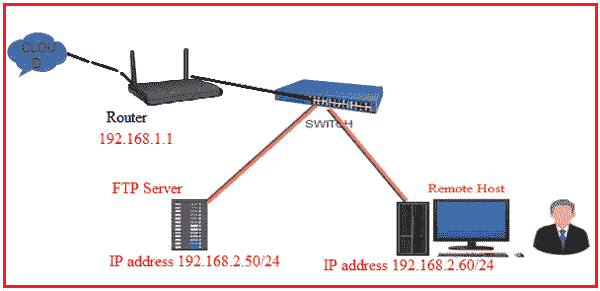 CLOU
D
Router
192.168.1.1
SWITCH
FTP Server
IP address 192.168.2.50/24
Remote Host
IP address 192.168.2.60/24